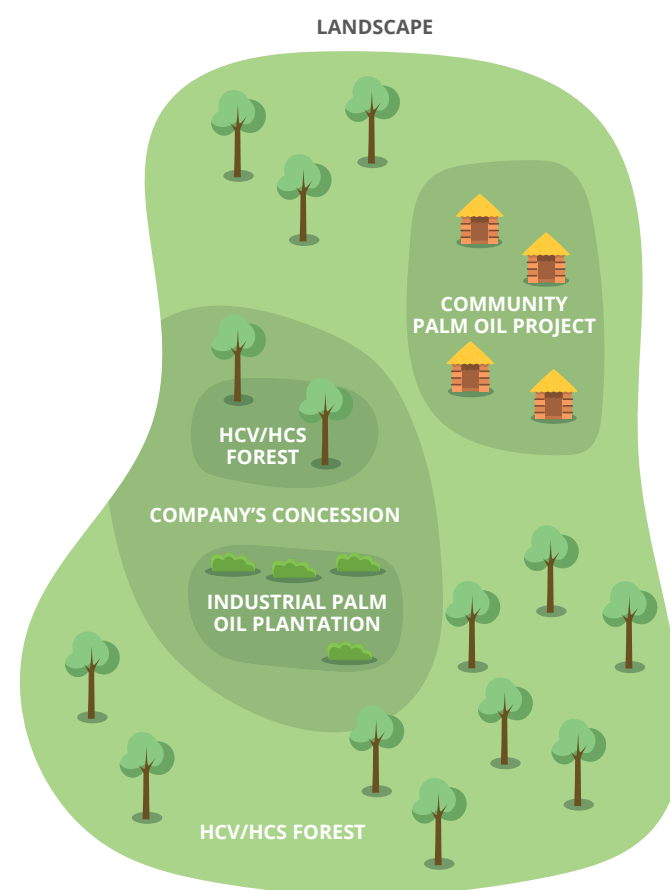 LANDSCAPE
COMMUNITY
PALM OIL PROJECT
HCV/HCS
FOREST
COMPANY’S CONCESSION
INDUSTRIAL PALM
OIL PLANTATION
HCV/HCS FOREST